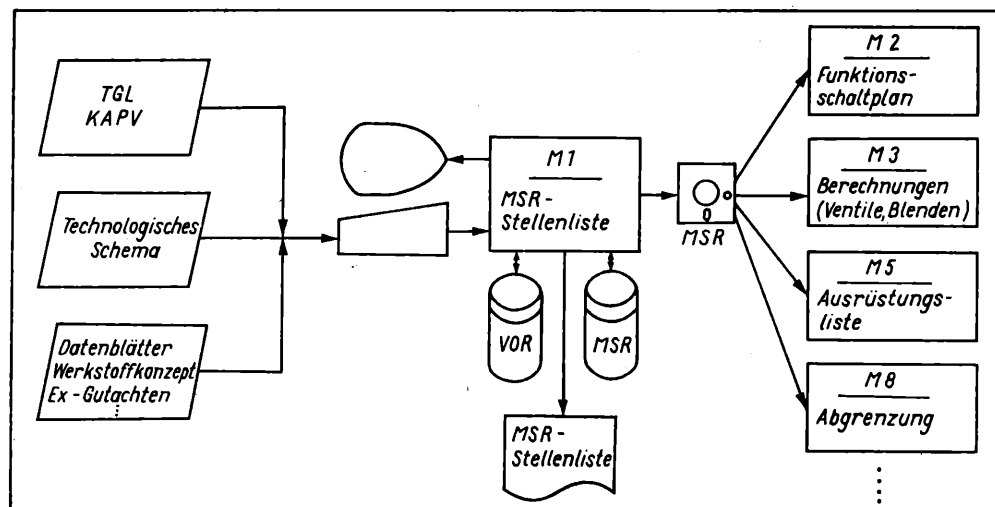 TGL
KAPV
Technologisches
Schema
Datenblätter
Werkstoffkonzept
Ex-Gutachten
⋮
M1
MSR-
Stellenliste
VOR
MSR
MSR-
Stellenliste
MSR
M2
Funktions-
schaltplan
M3
Berechnungen
(Ventile, Blenden)
M5
Ausrüstungs-
liste
M8
Abgrenzung
⋮